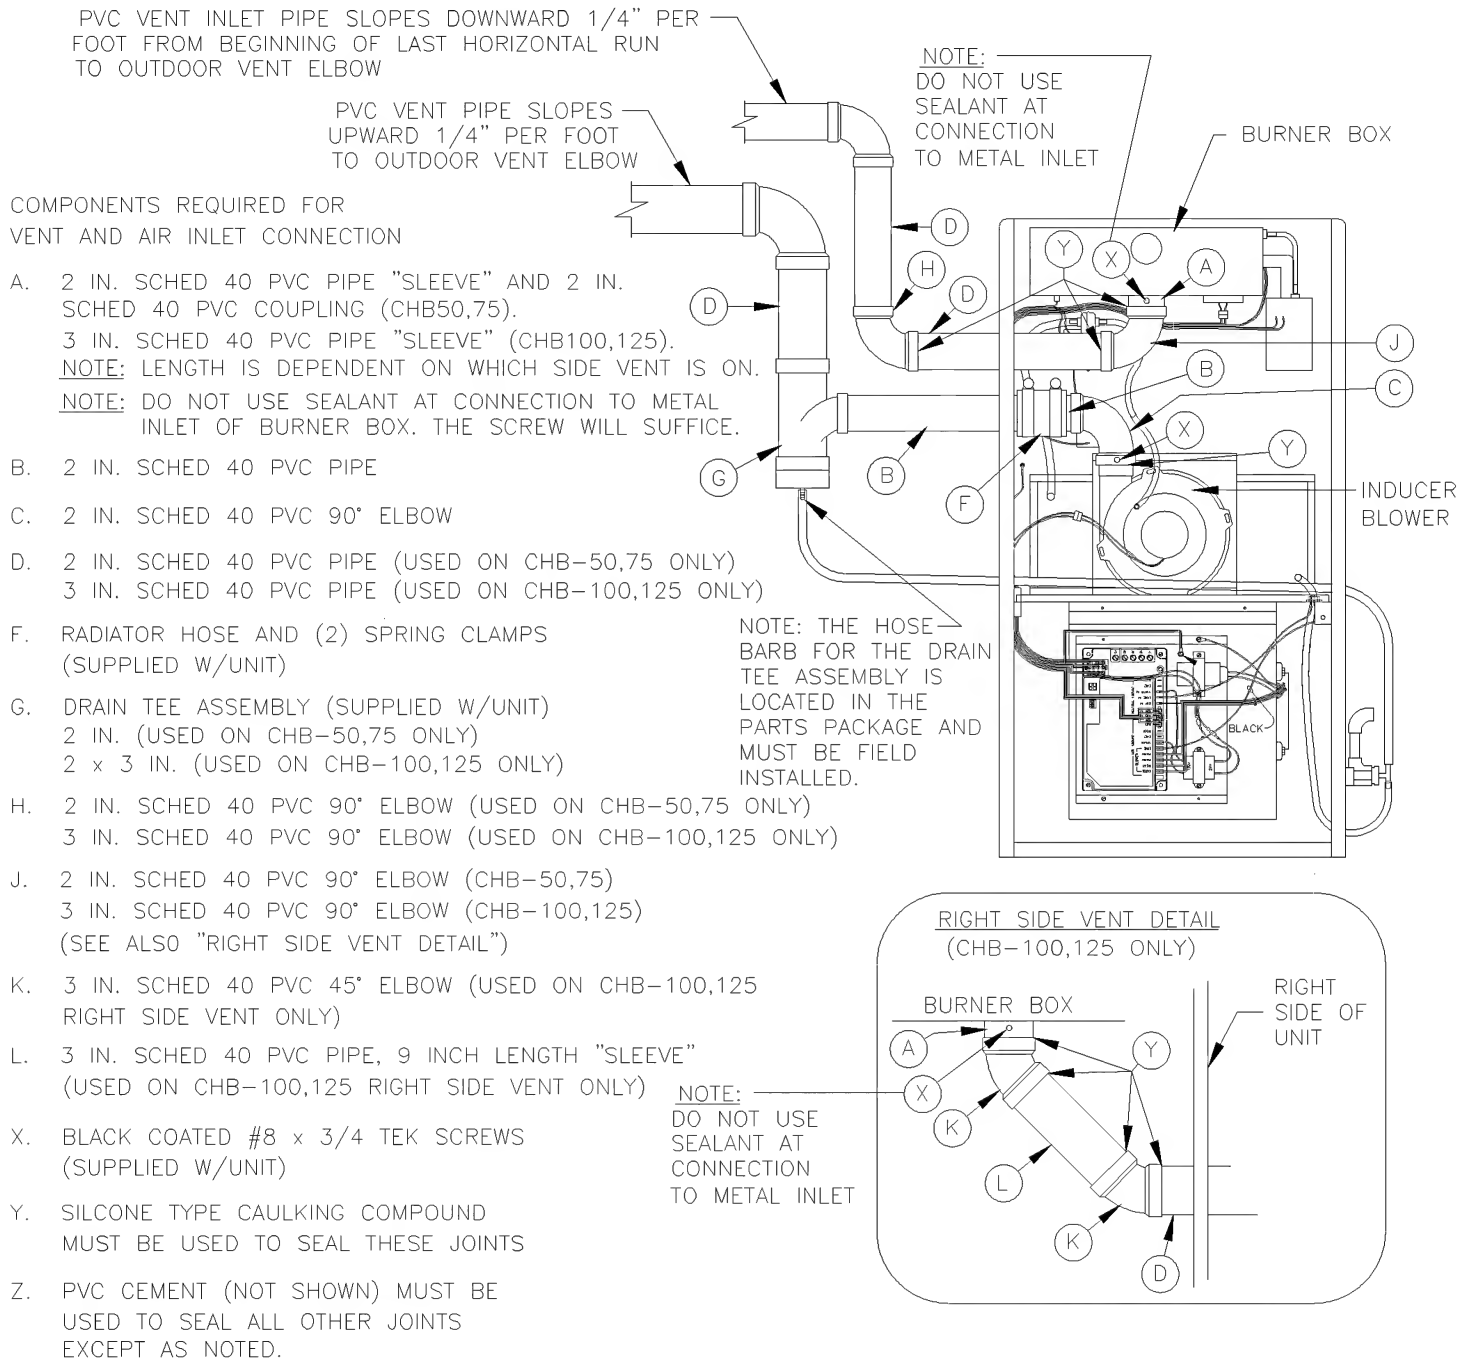 PVC VENT INLET PIPE SLOPES DOWNWARD 1/4" PER
FOOT FROM BEGINNING OF LAST HORIZONTAL RUN
TO OUTDOOR VENT ELBOW
PVC VENT PIPE SLOPES
UPWARD 1/4" PER FOOT
TO OUTDOOR VENT ELBOW
NOTE:
DO NOT USE
SEALANT AT
CONNECTION
TO METAL INLET
BURNER BOX
COMPONENTS REQUIRED FOR
VENT AND AIR INLET CONNECTION
A. 2 IN. SCHED 40 PVC PIPE "SLEEVE" AND 2 IN.
SCHED 40 PVC COUPLING (CHB50,75).
3 IN. SCHED 40 PVC PIPE "SLEEVE" (CHB100,125).
NOTE: LENGTH IS DEPENDENT ON WHICH SIDE VENT IS ON.
NOTE: DO NOT USE SEALANT AT CONNECTION TO METAL
INLET OF BURNER BOX. THE SCREW WILL SUFFICE.
B. 2 IN. SCHED 40 PVC PIPE
C. 2 IN. SCHED 40 PVC 90° ELBOW
D. 2 IN. SCHED 40 PVC PIPE (USED ON CHB-50,75 ONLY)
3 IN. SCHED 40 PVC PIPE (USED ON CHB-100,125 ONLY)
F. RADIATOR HOSE AND (2) SPRING CLAMPS
(SUPPLIED W/UNIT)
G. DRAIN TEE ASSEMBLY (SUPPLIED W/UNIT)
2 IN. (USED ON CHB-50,75 ONLY)
2 x 3 IN. (USED ON CHB-100,125 ONLY)
H. 2 IN. SCHED 40 PVC 90° ELBOW (USED ON CHB-50,75 ONLY)
3 IN. SCHED 40 PVC 90° ELBOW (USED ON CHB-100,125 ONLY)
J. 2 IN. SCHED 40 PVC 90° ELBOW (CHB-50,75)
3 IN. SCHED 40 PVC 90° ELBOW (CHB-100,125)
(SEE ALSO "RIGHT SIDE VENT DETAIL")
K. 3 IN. SCHED 40 PVC 45° ELBOW (USED ON CHB-100,125
RIGHT SIDE VENT ONLY)
L. 3 IN. SCHED 40 PVC PIPE, 9 INCH LENGTH "SLEEVE"
(USED ON CHB-100,125 RIGHT SIDE VENT ONLY)
X. BLACK COATED #8 x 3/4 TEK SCREWS
(SUPPLIED W/UNIT)
Y. SILCONE TYPE CAULKING COMPOUND
MUST BE USED TO SEAL THESE JOINTS
Z. PVC CEMENT (NOT SHOWN) MUST BE
USED TO SEAL ALL OTHER JOINTS
EXCEPT AS NOTED.
D
Y
X
A
H
D
D
J
B
C
X
Y
G
B
F
INDUCER
BLOWER
NOTE: THE HOSE
BARB FOR THE DRAIN
TEE ASSEMBLY IS
LOCATED IN THE
PARTS PACKAGE AND
MUST BE FIELD
INSTALLED.
BLACK
RIGHT SIDE VENT DETAIL
(CHB-100,125 ONLY)
BURNER BOX
RIGHT
SIDE OF
UNIT
A
Y
X
K
L
K
D
NOTE:
DO NOT USE
SEALANT AT
CONNECTION
TO METAL INLET